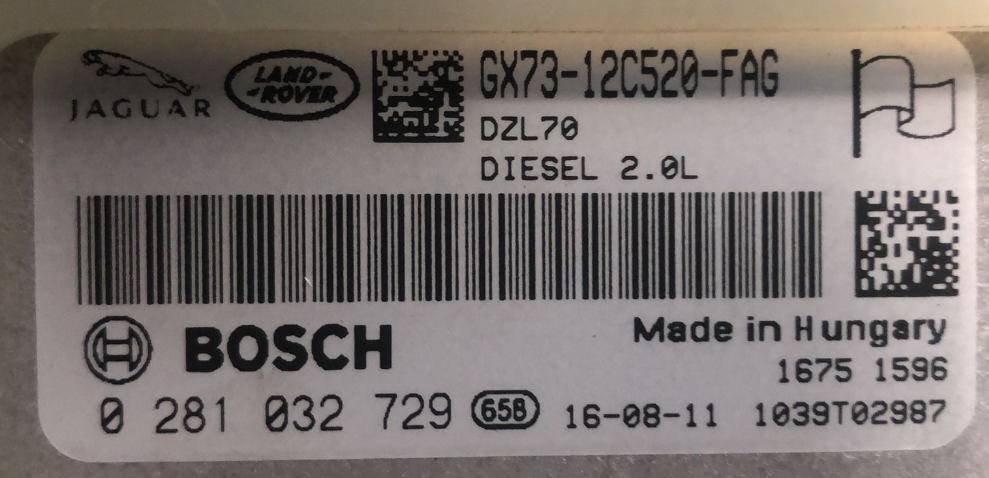 JAGUAR
LAND-
-ROVER
GX73-12C520-FAG
DZL70
DIESEL 2.0L
BOSCH
Made in Hungary
1675 1596
0 281 032 729 65B 16-08-11 1039T02987